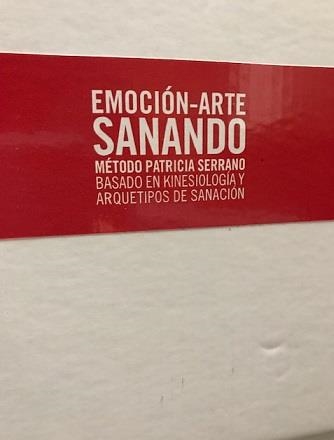 EMOCIÓN-ARTE
SANANDO
MÉTODO PATRICIA SERRANO
BASADO EN KINESIOLOGÍA Y
ARQUETIPOS DE SANACIÓN